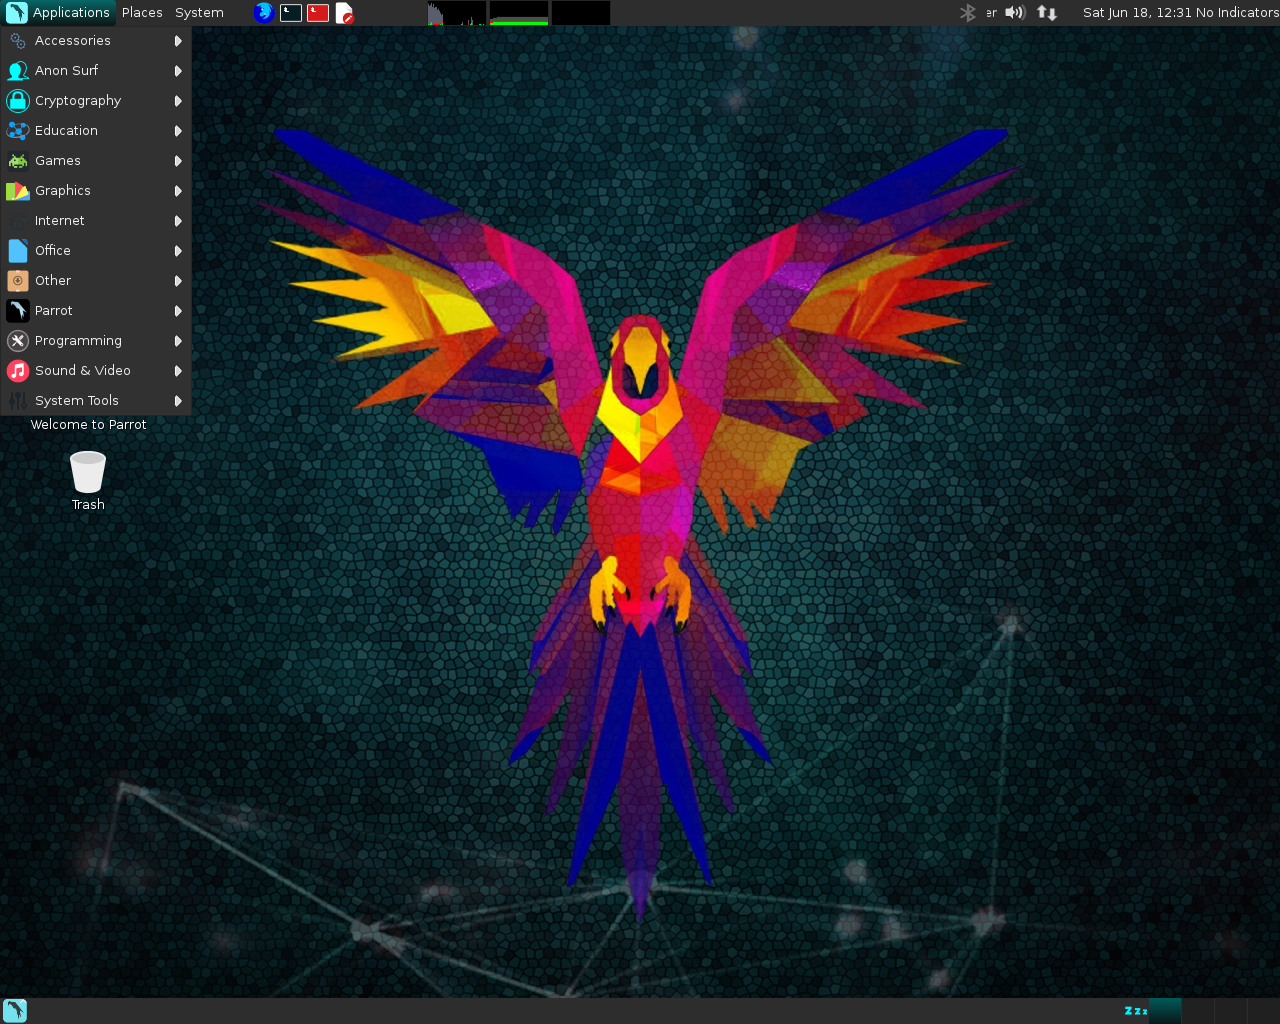 Applications Places System
er
Sat Jun 18, 12:31 No Indicators
Accessories
Anon Surf
Cryptography
Education
Games
Graphics
Internet
Office
Other
Parrot
Programming
Sound & Video
System Tools
Welcome to Parrot
Trash
zzz